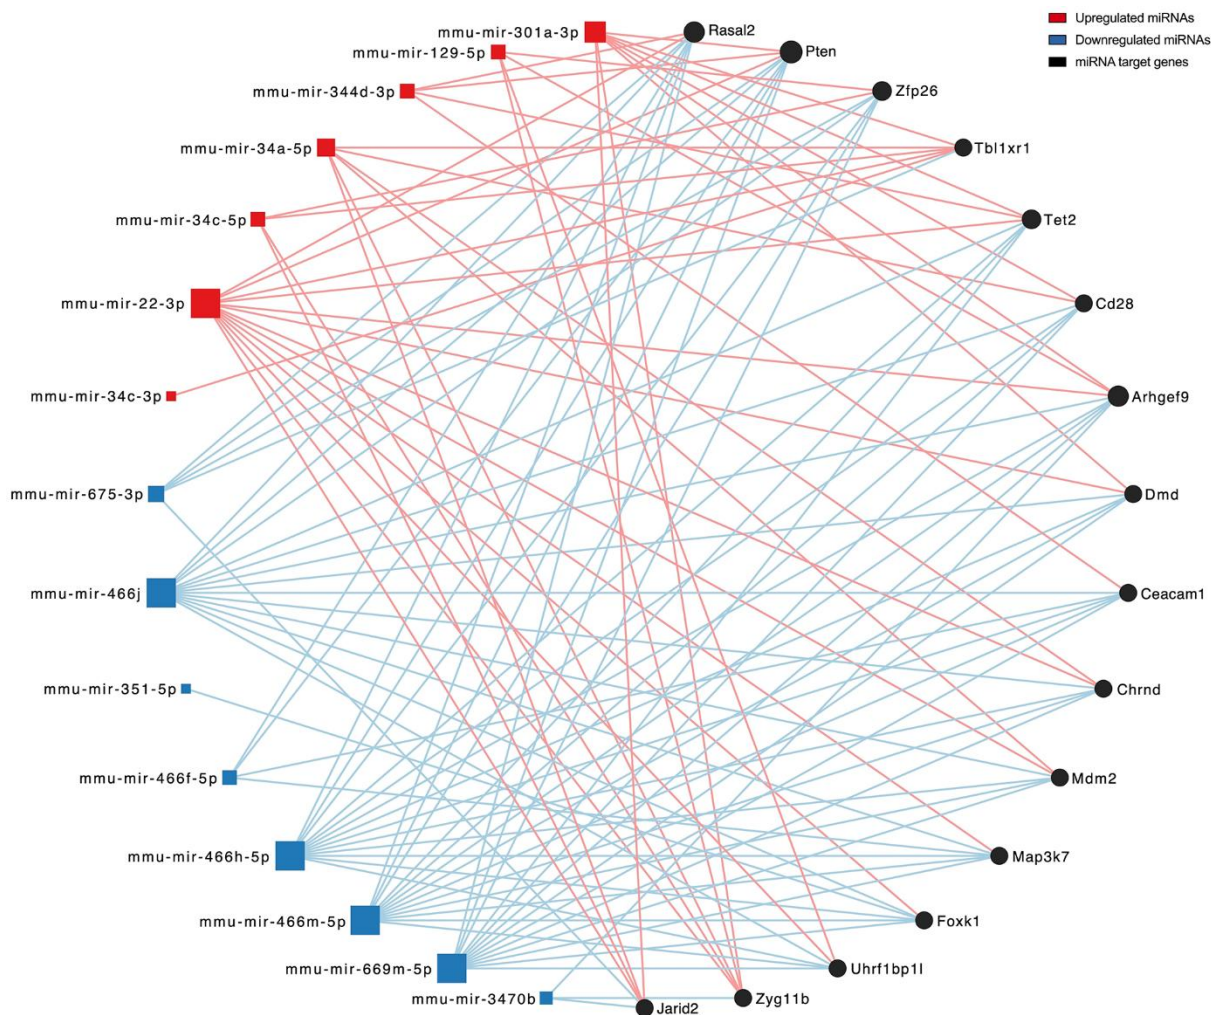 Upregulated miRNAs
Downregulated miRNAs
miRNA target genes
mmu-mir-301a-3p
Rasal2
mmu-mir-129-5p
Pten
mmu-mir-344d-3p
Zfp26
mmu-mir-34a-5p
Tbl1xr1
mmu-mir-34c-5p
Tet2
mmu-mir-22-3p
Cd28
mmu-mir-34c-3p
Arhgef9
mmu-mir-675-3p
Dmd
mmu-mir-466j
Ceacam1
mmu-mir-351-5p
Chrnd
mmu-mir-466f-5p
Mdm2
mmu-mir-466h-5p
Map3k7
mmu-mir-466m-5p
Foxk1
mmu-mir-669m-5p
Uhrf1bp1l
mmu-mir-3470b
Zyg11b
Jarid2